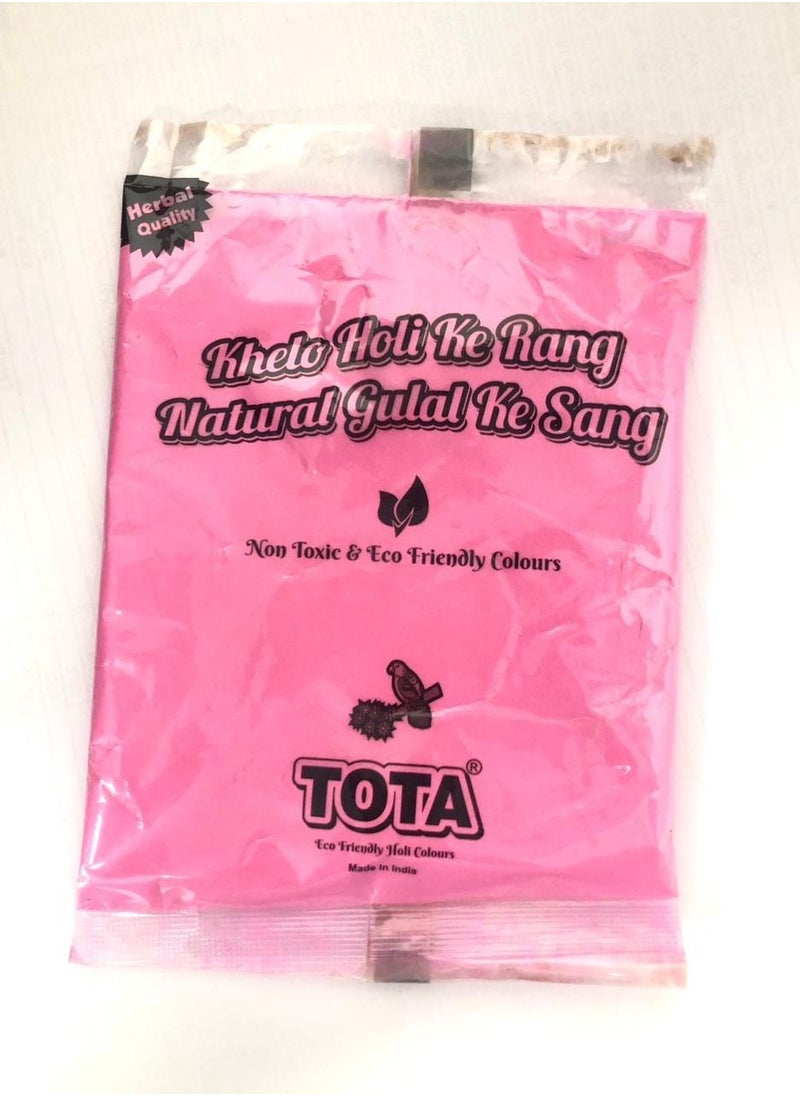 Herbal
Quality
Khelo Holi Ke Rang
Natural Gulal Ke Sang
Non Toxic & Eco Friendly Colours
TOTA®
Eco Friendly Holi Colours
Made in India